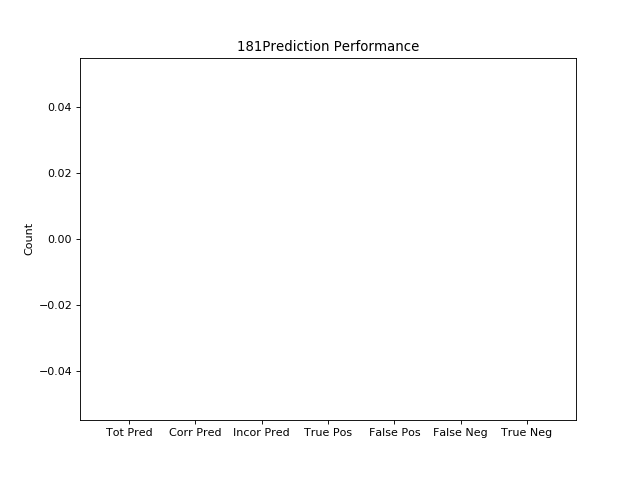 181Prediction Performance
0.04
0.02
0.00
−0.02
−0.04
Count
Tot Pred Corr Pred Incor Pred True Pos False Pos False Neg True Neg